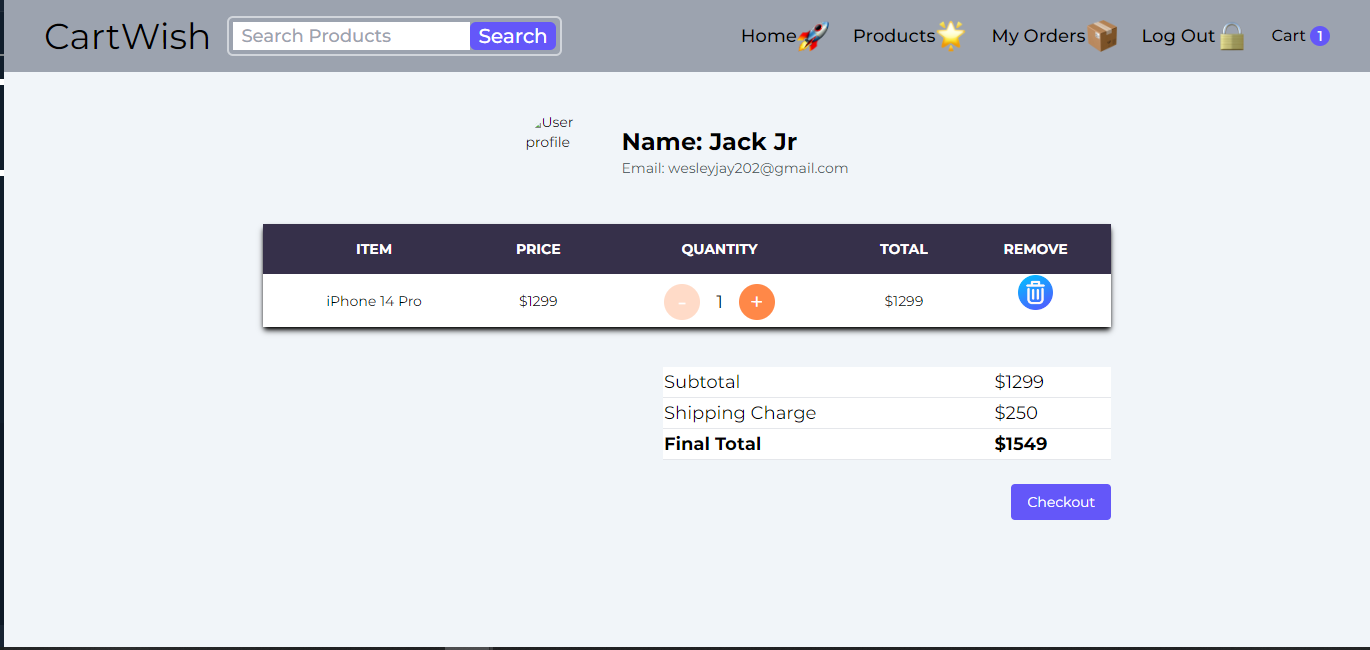 CartWish Search Products Search Home🚀 Products🌟 My Orders📦 Log Out🔒 Cart 1
User
profile
Name: Jack Jr
Email: wesleyjay202@gmail.com
ITEM PRICE QUANTITY TOTAL REMOVE
iPhone 14 Pro $1299 - 1 + $1299
Subtotal $1299
Shipping Charge $250
Final Total $1549
Checkout